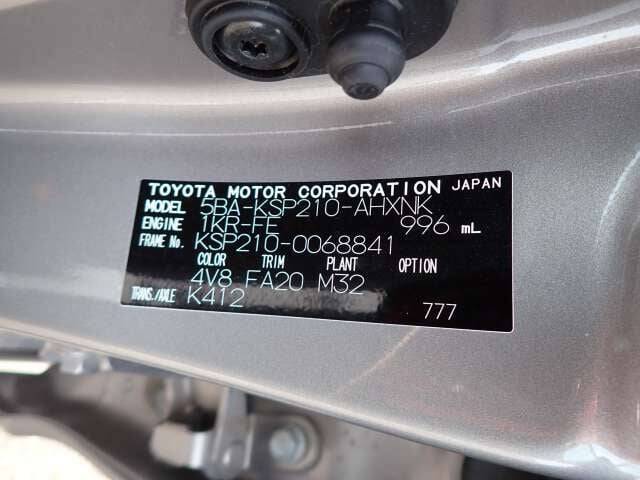 TOYOTA MOTOR CORPORATION JAPAN
MODEL 5BA-KSP210-AHXNK
ENGINE 1KR-FE 996 mL
FRAME No. KSP210-0068841
COLOR TRIM PLANT OPTION
4V8 FA20 M32
TRANS./AXLE K412
777